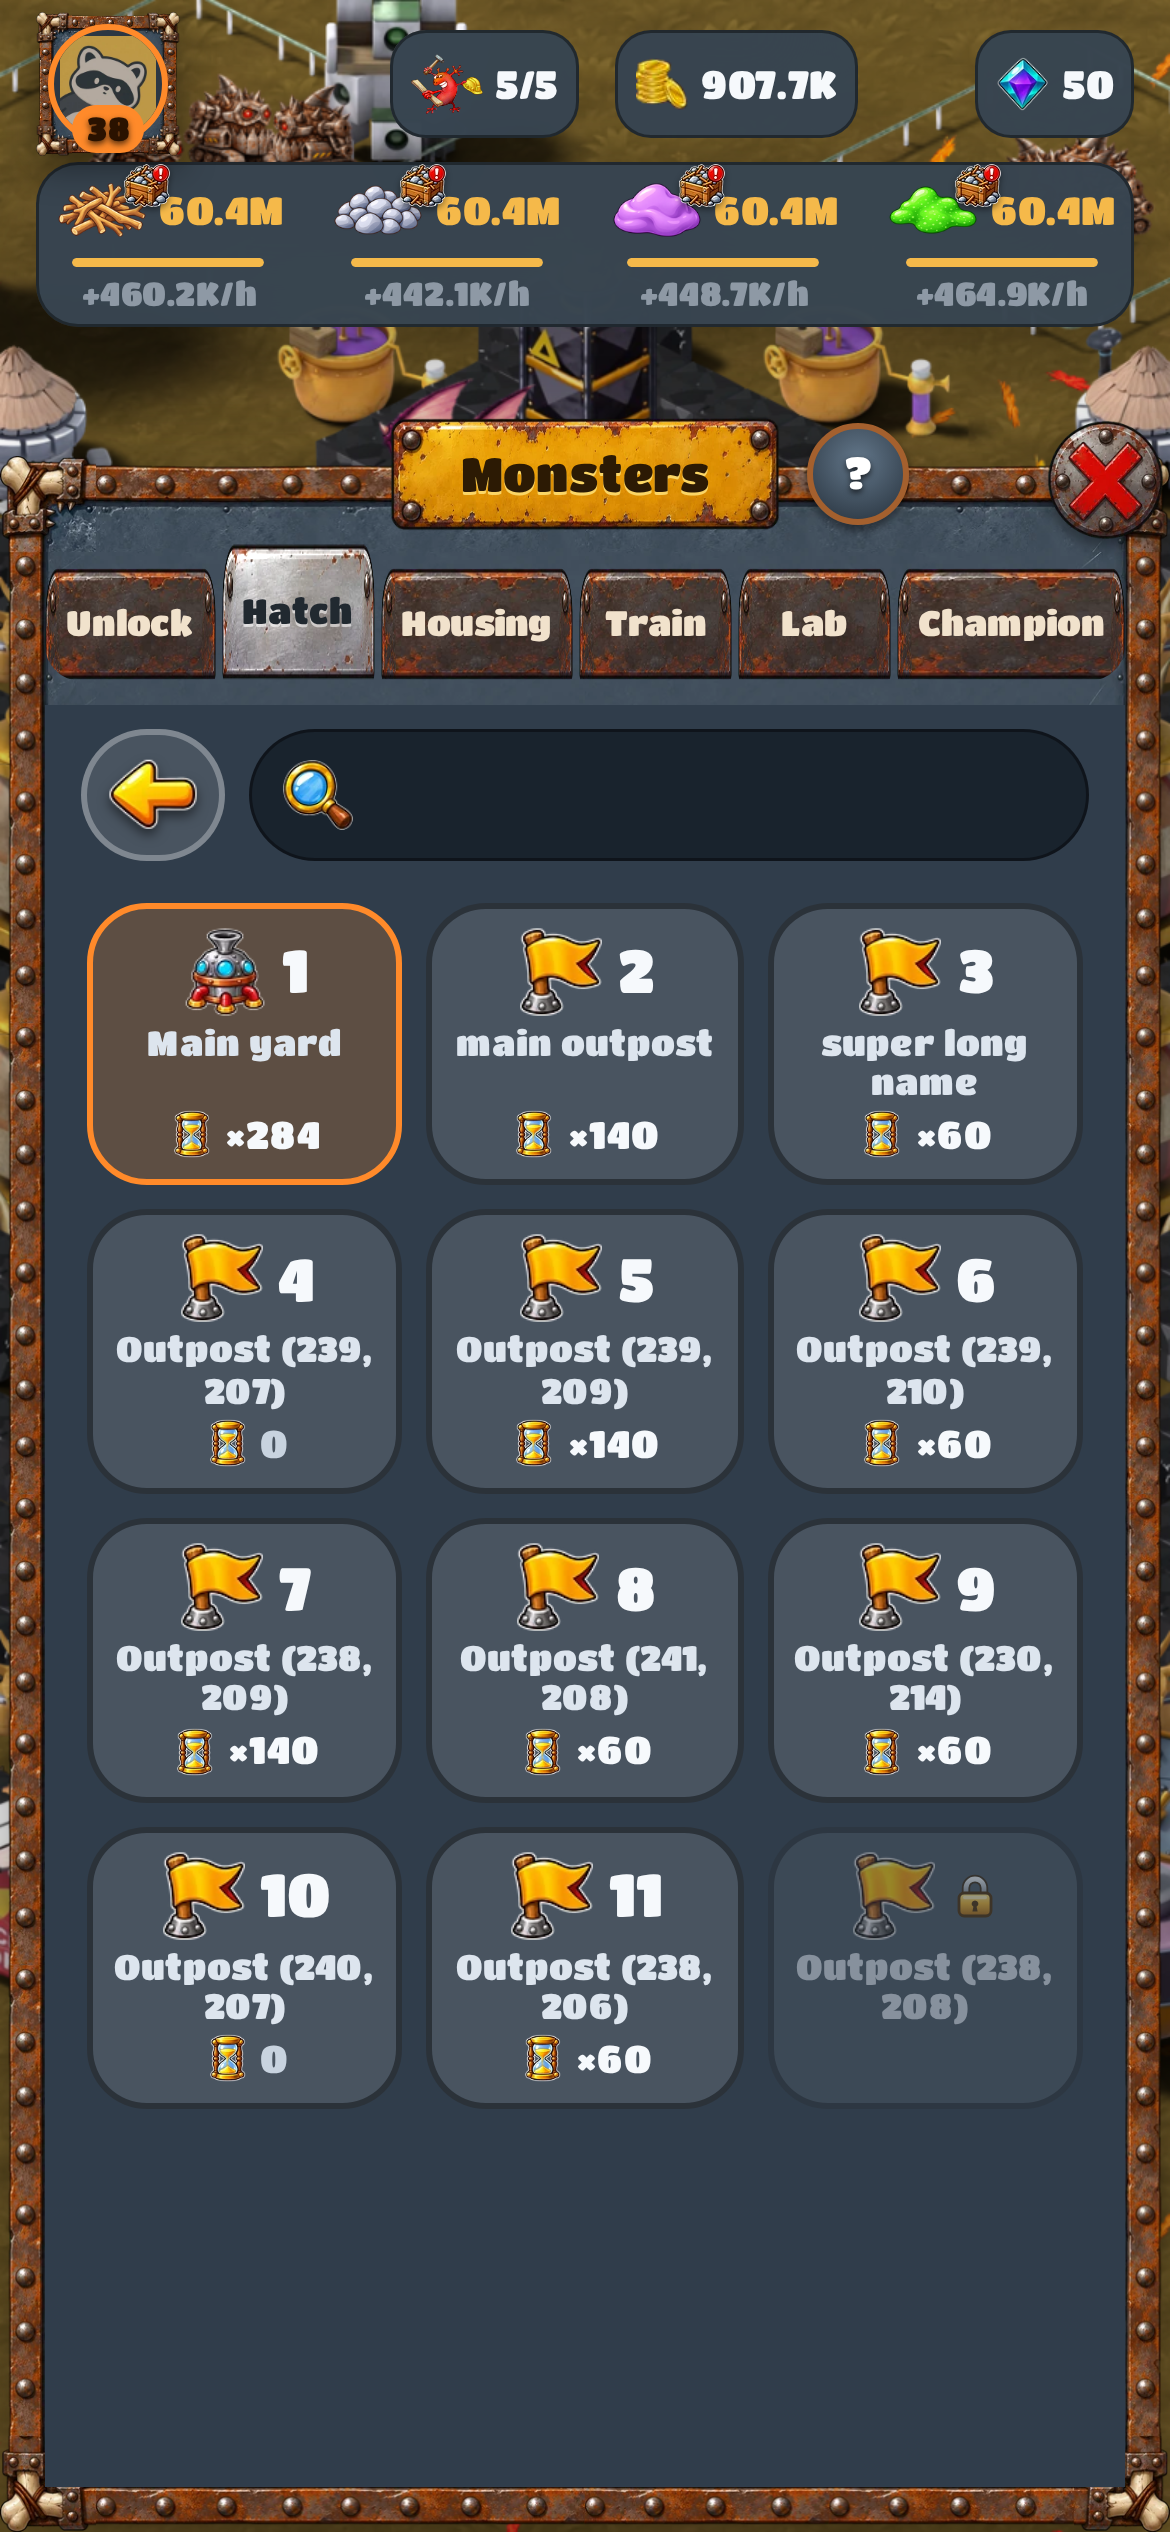 38
5/5
907.7K
50
60.4M
60.4M
60.4M
60.4M
+460.2K/h
+442.1K/h
+448.7K/h
+464.9K/h
Monsters
?
Unlock
Hatch
Housing
Train
Lab
Champion
1
Main yard
×284
2
main outpost
×140
3
super long
name
×60
4
Outpost (239,
207)
0
5
Outpost (239,
209)
×140
6
Outpost (239,
210)
×60
7
Outpost (238,
209)
×140
8
Outpost (241,
208)
×60
9
Outpost (230,
214)
×60
10
Outpost (240,
207)
0
11
Outpost (238,
206)
×60
Outpost (238,
208)